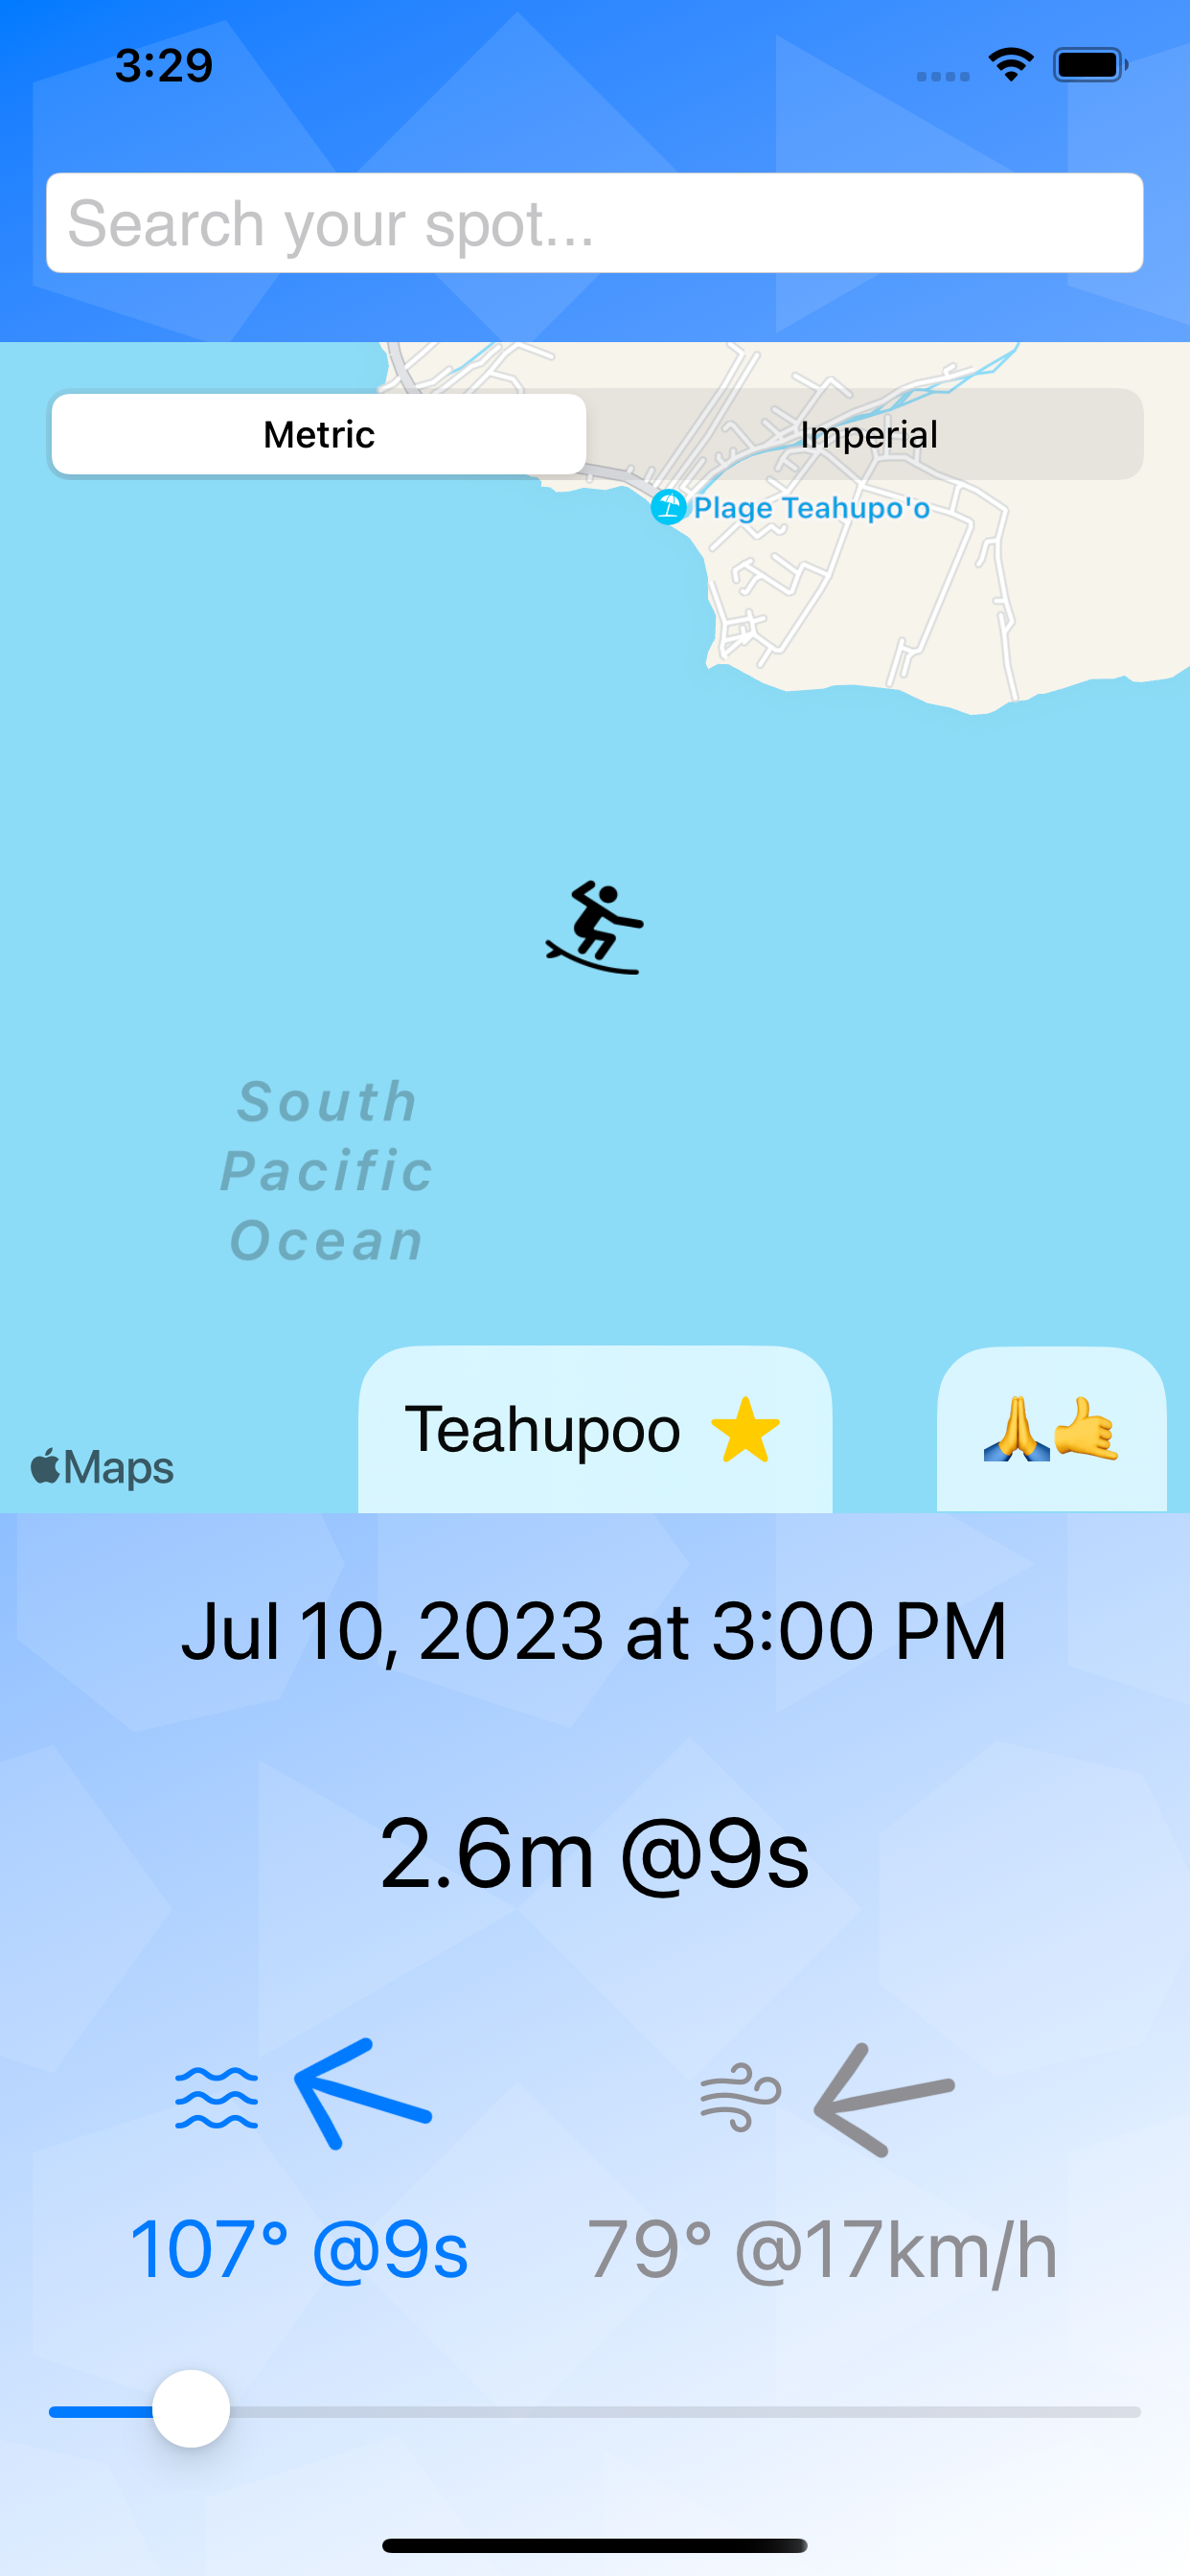 3:29
Search your spot...
Metric
Imperial
Plage Teahupo'o
South
Pacific
Ocean
Maps
Teahupoo ⭐
🙏🤙
Jul 10, 2023 at 3:00 PM
2.6m @9s
107° @9s
79° @17km/h